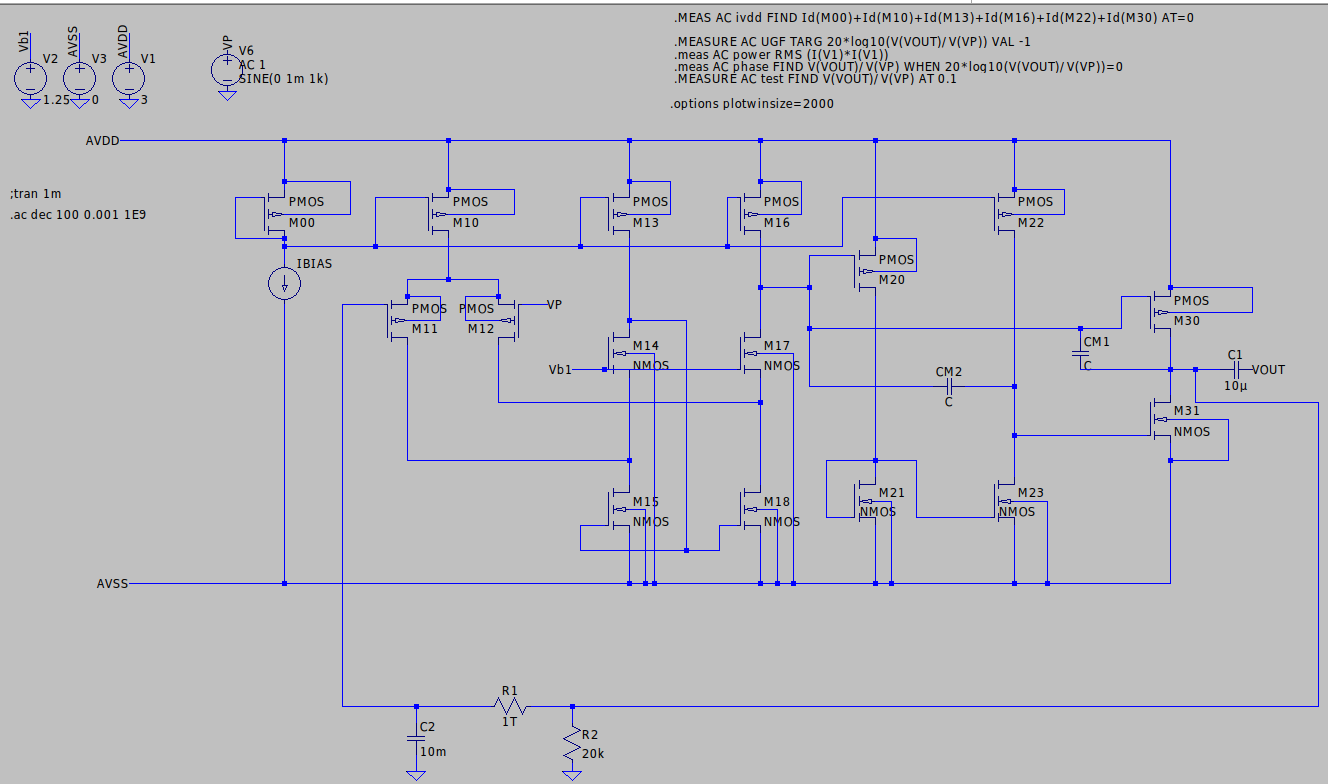 .MEAS AC ivdd FIND Id(M00)+Id(M10)+Id(M13)+Id(M16)+Id(M22)+Id(M30) AT=0
.MEASURE AC UGF TARG 20*log10(V(VOUT)/V(VP)) VAL -1
.meas AC power RMS (I(V1)*I(V1))
.meas AC phase FIND V(VOUT)/V(VP) WHEN 20*log10(V(VOUT)/V(VP))=0
.MEASURE AC test FIND V(VOUT)/V(VP) AT 0.1
.options plotwinsize=2000
Vb1
V2
1.25
AVSS
V3
0
AVDD
V1
3
VP
V6
AC 1
SINE(0 1m 1k)
AVDD
;tran 1m
.ac dec 100 0.001 1E9
PMOS
M00
PMOS
M10
PMOS
M13
PMOS
M16
PMOS
M22
IBIAS
PMOS
M20
PMOS
M11
PMOS
M12
VP
PMOS
M30
Vb1
M14
NMOS
M17
NMOS
CM1
C
C1
10µ
VOUT
CM2
C
M31
NMOS
M15
NMOS
M18
NMOS
M21
NMOS
M23
NMOS
AVSS
R1
1T
C2
10m
R2
20k